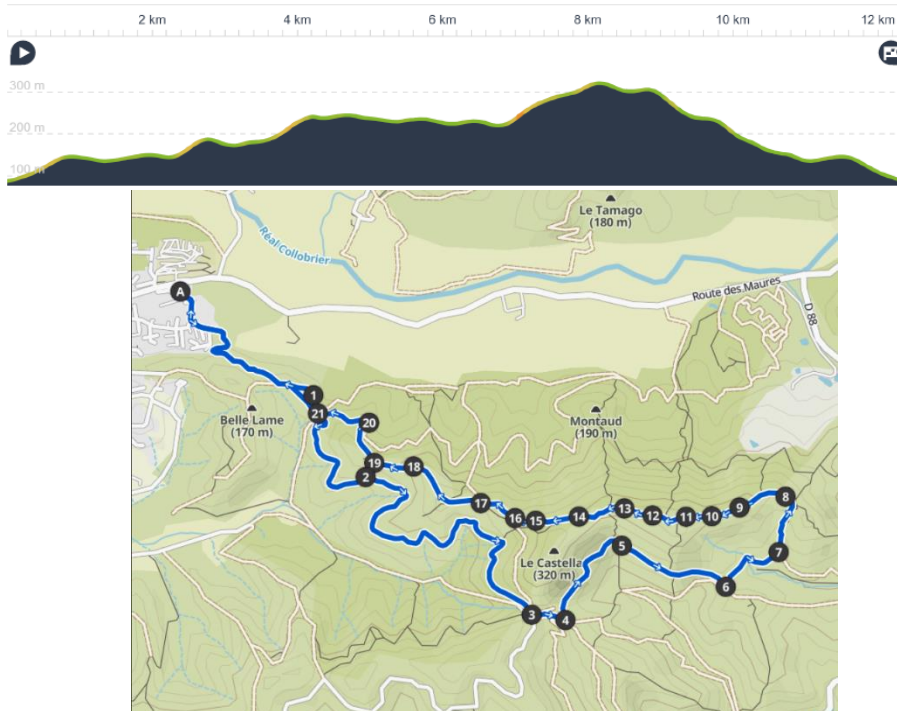 2 km 4 km 6 km 8 km 10 km 12 km
300 m
200 m
100 m
Le Tamago
(180 m)
Réal Collobrier
A
Route des Maures
D 88
1
21
20
Belle Lame
(170 m)
Montaud
(190 m)
19
18
2
17
16
15
14
13
12
11
10
9
8
5
Le Castella
(320 m)
7
6
3
4